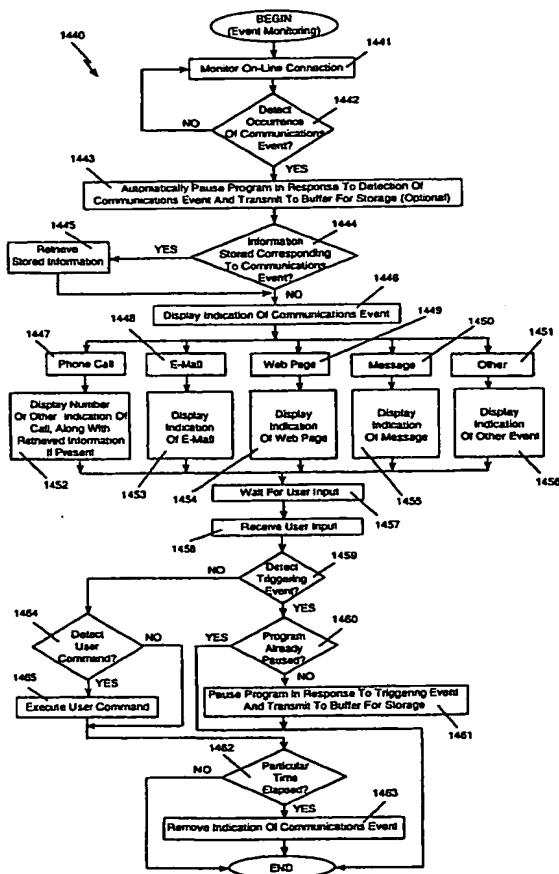 BEGIN
(Event Monitoring)
1440
1441
Monitor On-Line Connection
1442
Detect
Occurrence
Of Communications
Event?
NO
YES
1443
Automatically Pause Program In Response To Detection Of
Communications Event And Transmit To Buffer For Storage (Optional)
1444
1445
Information
Stored Corresponding
To Communications
Event?
YES
Retrieve
Stored Information
NO
1446
Display Indication Of Communications Event
1447
1448
1449
1450
1451
Phone Call
E-Mail
Web Page
Message
Other
Display Number
Or Other Indication Of
Call, Along With
Retrieved Information
If Present
Display
Indication
Of E-Mail
Display
Indication
Of Web Page
Display
Indication
Of Message
Display
Indication
Of Other Event
1452
1453
1454
1455
1456
Wait For User Input
1457
1458
Receive User Input
1459
Detect
Triggering
Event?
NO
YES
1464
Detect
User
Command?
NO
YES
1460
Program
Already
Paused?
YES
NO
1465
Execute User Command
Pause Program In Response To Triggering Event
And Transmit To Buffer For Storage
1461
1462
Particular
Time
Elapsed?
NO
YES
1463
Remove Indication Of Communications Event
END